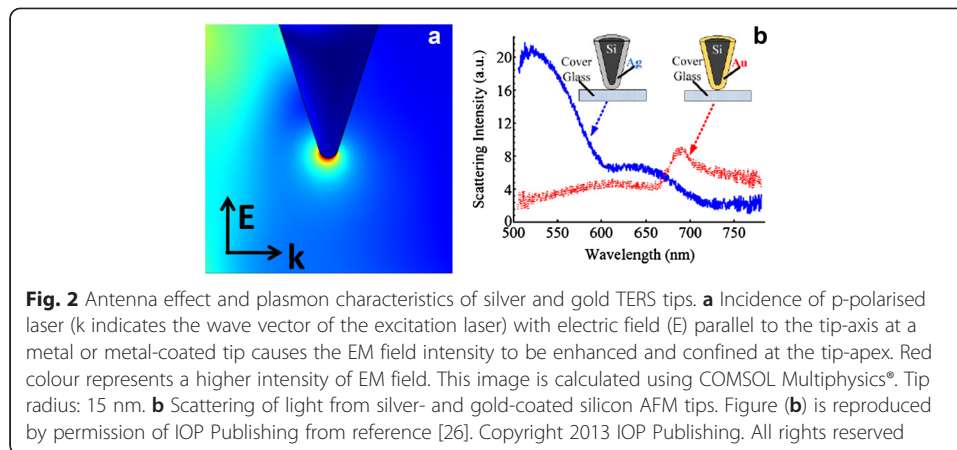 a
E
k
b
Scattering Intensity (a.u.)
20
16
12
8
4
0
500
550
600
650
700
750
Wavelength (nm)
Si
Cover
Glass
Ag
Si
Cover
Glass
Au
Fig. 2 Antenna effect and plasmon characteristics of silver and gold TERS tips. a Incidence of p-polarised
laser (k indicates the wave vector of the excitation laser) with electric field (E) parallel to the tip-axis at a
metal or metal-coated tip causes the EM field intensity to be enhanced and confined at the tip-apex. Red
colour represents a higher intensity of EM field. This image is calculated using COMSOL Multiphysics®. Tip
radius: 15 nm. b Scattering of light from silver- and gold-coated silicon AFM tips. Figure (b) is reproduced
by permission of IOP Publishing from reference [26]. Copyright 2013 IOP Publishing. All rights reserved